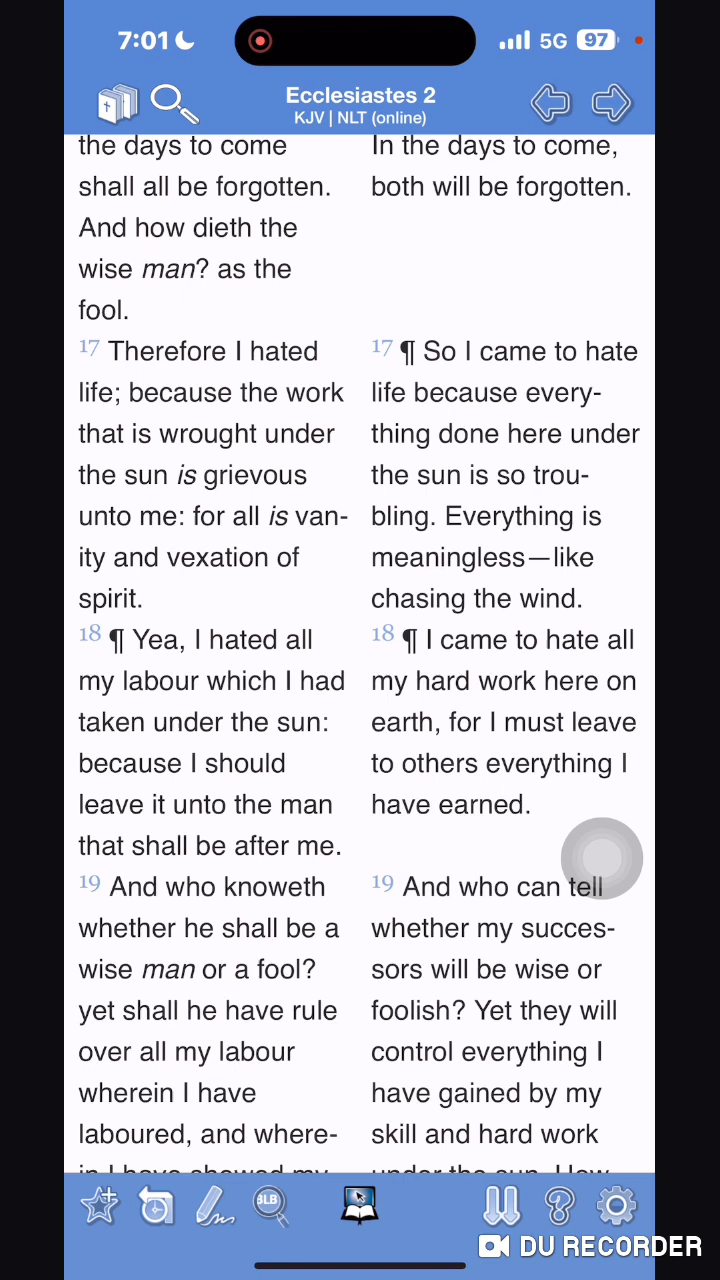 7:01
5G 97
Ecclesiastes 2
KJV | NLT (online)
the days to come
shall all be forgotten.
And how dieth the
wise man? as the
fool.
17 Therefore I hated
life; because the work
that is wrought under
the sun is grievous
unto me: for all is van-
ity and vexation of
spirit.
18 ¶ Yea, I hated all
my labour which I had
taken under the sun:
because I should
leave it unto the man
that shall be after me.
19 And who knoweth
whether he shall be a
wise man or a fool?
yet shall he have rule
over all my labour
wherein I have
laboured, and where-
in I have showed my
In the days to come,
both will be forgotten.
17 ¶ So I came to hate
life because every-
thing done here under
the sun is so trou-
bling. Everything is
meaningless—like
chasing the wind.
18 ¶ I came to hate all
my hard work here on
earth, for I must leave
to others everything I
have earned.
19 And who can tell
whether my succes-
sors will be wise or
foolish? Yet they will
control everything I
have gained by my
skill and hard work
under the sun. How
BLB
DU RECORDER